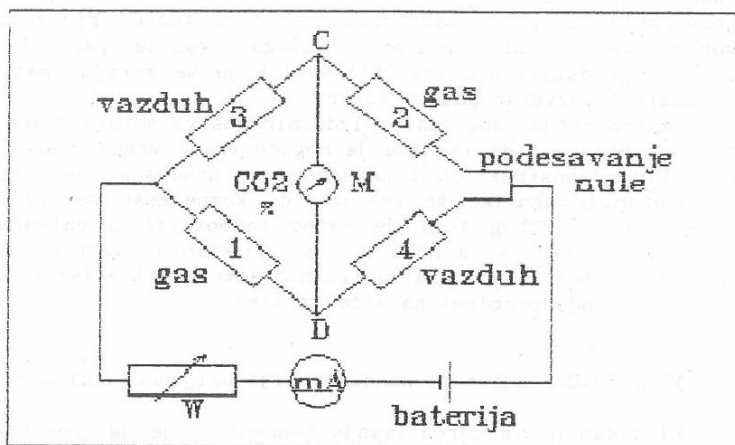 C
vazduh
3
gas
2
podesavanje
nule
CO2
M
%
1
gas
4
vazduh
D
W
mA
baterija